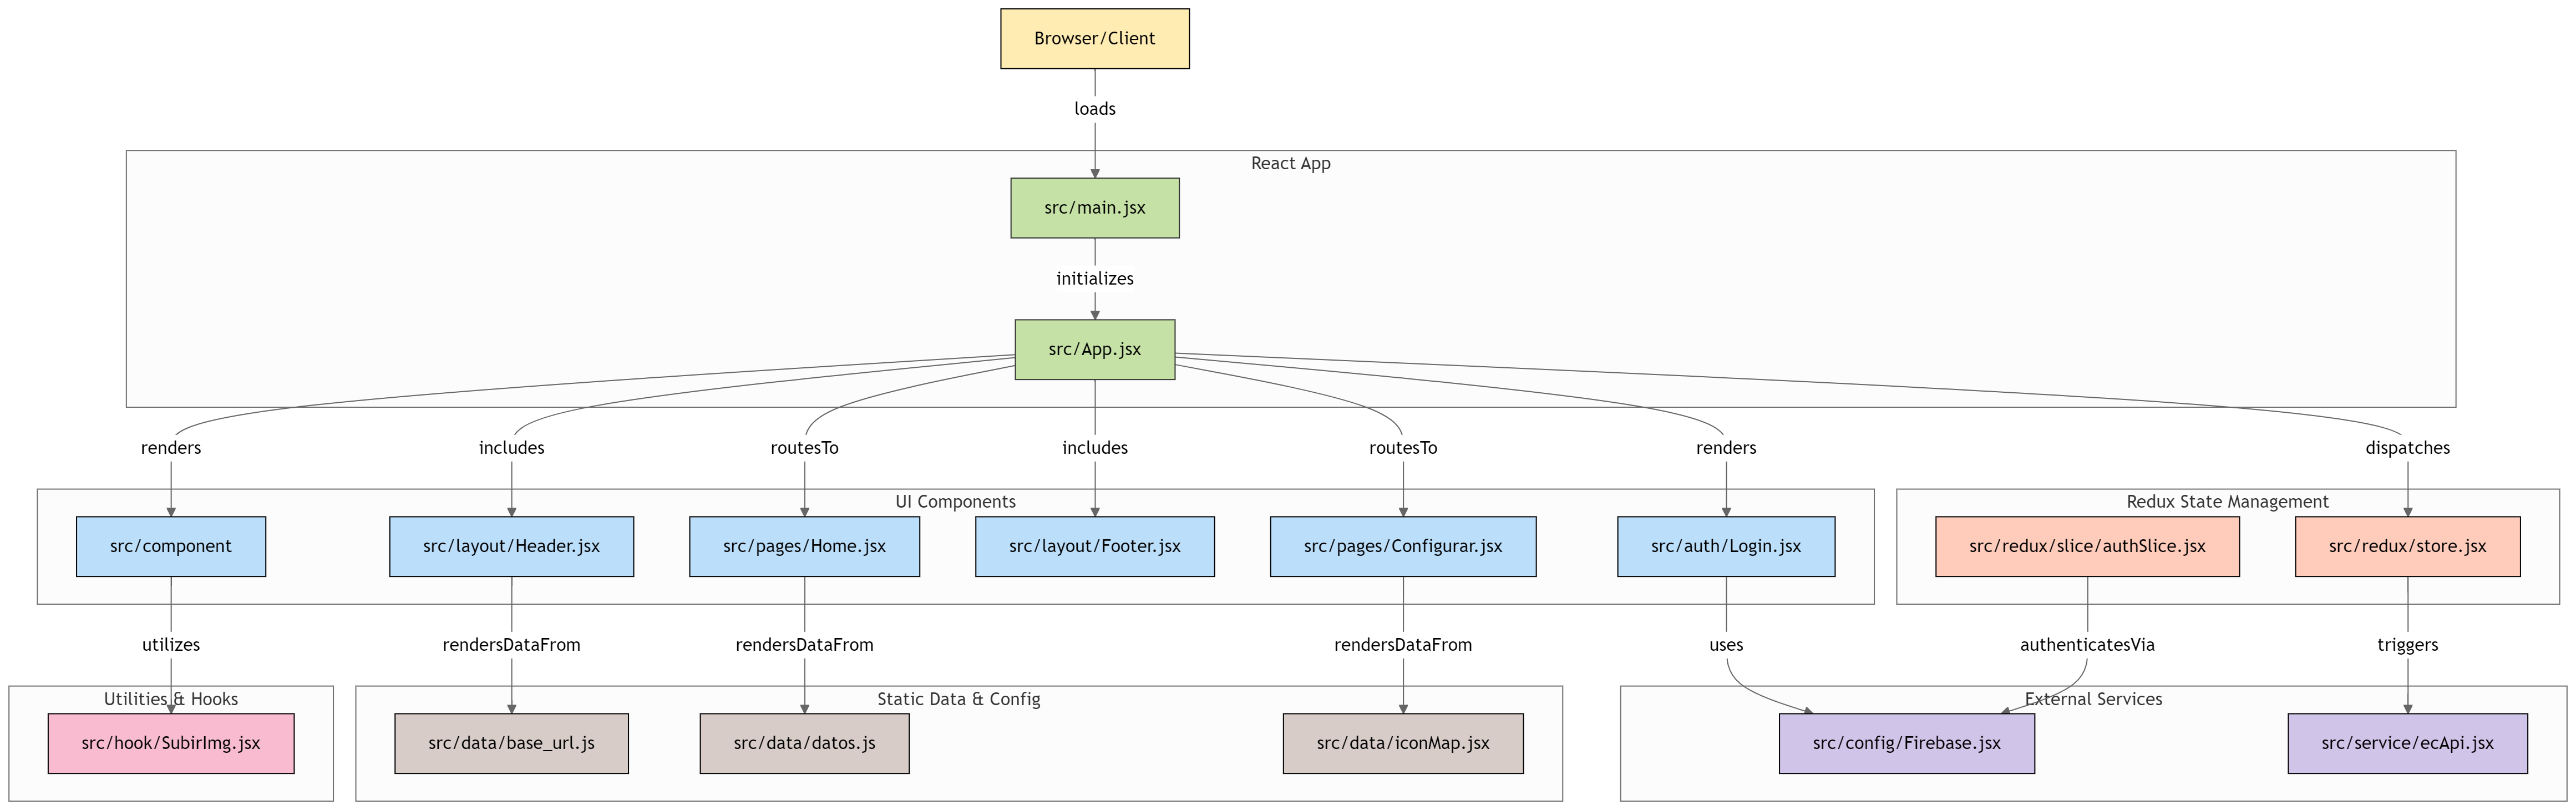 Browser/Client
loads
React App
src/main.jsx
initializes
src/App.jsx
renders
includes
routesTo
includes
routesTo
renders
dispatches
UI Components
Redux State Management
src/component
src/layout/Header.jsx
src/pages/Home.jsx
src/layout/Footer.jsx
src/pages/Configurar.jsx
src/auth/Login.jsx
src/redux/slice/authSlice.jsx
src/redux/store.jsx
utilizes
rendersDataFrom
rendersDataFrom
rendersDataFrom
uses
authenticatesVia
triggers
Utilities & Hooks
Static Data & Config
External Services
src/hook/SubirImg.jsx
src/data/base_url.js
src/data/datos.js
src/data/iconMap.jsx
src/config/Firebase.jsx
src/service/ecApi.jsx